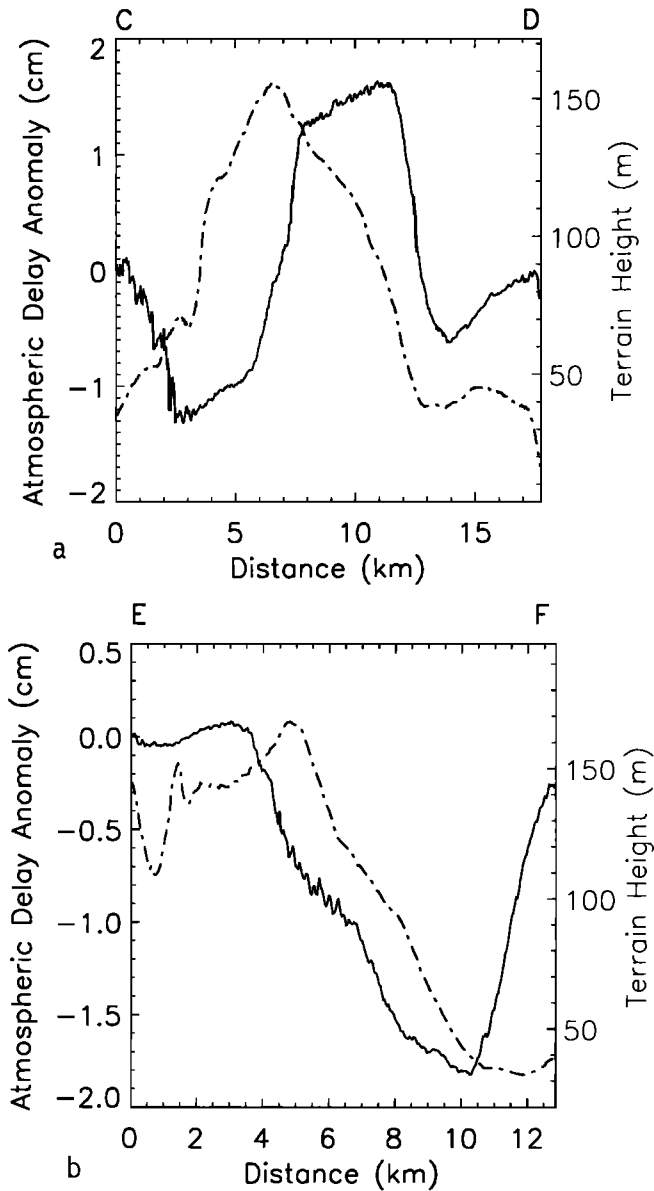 C D
Atmospheric Delay Anomaly (cm)
2
1
0
−1
−2
150
100
50
Terrain Height (m)
0 5 10 15
Distance (km)
a
E F
Atmospheric Delay Anomaly (cm)
0.5
0.0
−0.5
−1.0
−1.5
−2.0
150
100
50
Terrain Height (m)
0 2 4 6 8 10 12
Distance (km)
b